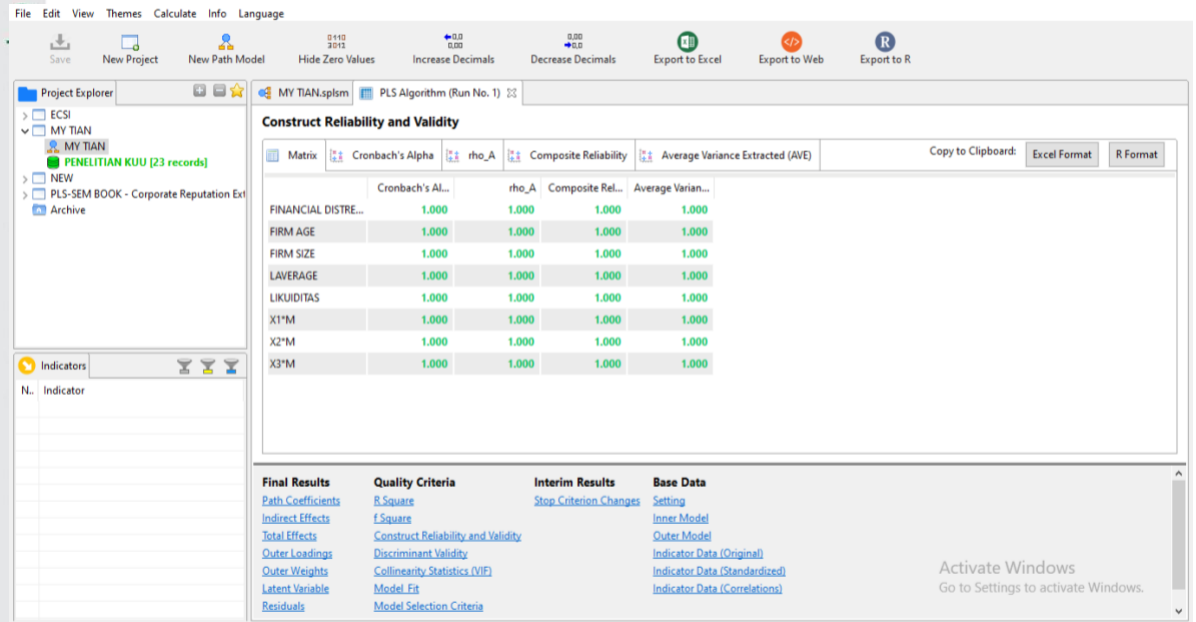 File Edit View Themes Calculate Info Language
Save New Project New Path Model Hide Zero Values Increase Decimals Decrease Decimals Export to Excel Export to Web Export to R
Project Explorer
ECSI
MY TIAN
MY TIAN
PENELITIAN KUU [23 records]
NEW
PLS-SEM BOOK - Corporate Reputation Ext
Archive
Indicators
N.. Indicator
MY TIAN.splsm PLS Algorithm (Run No. 1)
Construct Reliability and Validity
Matrix Cronbach's Alpha rho_A Composite Reliability Average Variance Extracted (AVE) Copy to Clipboard: Excel Format R Format
Cronbach's Al... rho_A Composite Rel... Average Varian...
FINANCIAL DISTRE... 1.000 1.000 1.000 1.000
FIRM AGE 1.000 1.000 1.000 1.000
FIRM SIZE 1.000 1.000 1.000 1.000
LAVERAGE 1.000 1.000 1.000 1.000
LIKUIDITAS 1.000 1.000 1.000 1.000
X1*M 1.000 1.000 1.000 1.000
X2*M 1.000 1.000 1.000 1.000
X3*M 1.000 1.000 1.000 1.000
Final Results Quality Criteria Interim Results Base Data
Path Coefficients R Square Stop Criterion Changes Setting
Indirect Effects f Square Inner Model
Total Effects Construct Reliability and Validity Outer Model
Outer Loadings Discriminant Validity Indicator Data (Original)
Outer Weights Collinearity Statistics (VIF) Indicator Data (Standardized)
Latent Variable Model Fit Indicator Data (Correlations)
Residuals Model Selection Criteria
Activate Windows
Go to Settings to activate Windows.